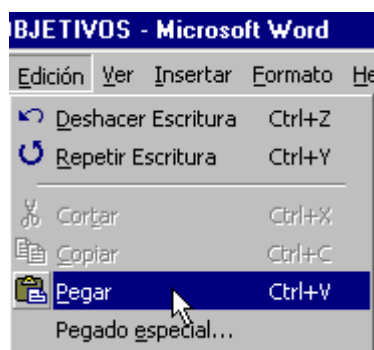 BJETIVOS - Microsoft Word
Edición Ver Insertar Formato He
Deshacer Escritura Ctrl+Z
Repetir Escritura Ctrl+Y
Cortar Ctrl+X
Copiar Ctrl+C
Pegar Ctrl+V
Pegado especial...